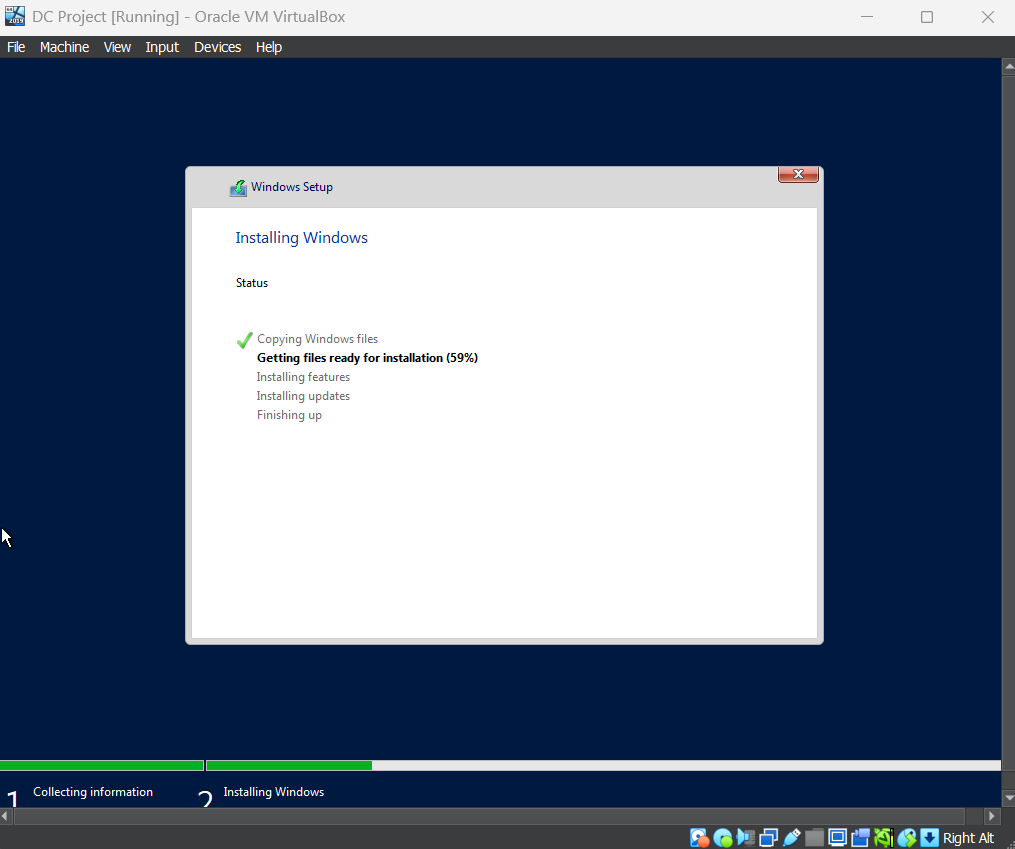 DC Project [Running] - Oracle VM VirtualBox
File Machine View Input Devices Help
Windows Setup
Installing Windows
Status
Copying Windows files
Getting files ready for installation (59%)
Installing features
Installing updates
Finishing up
1 Collecting information 2 Installing Windows
Right Alt